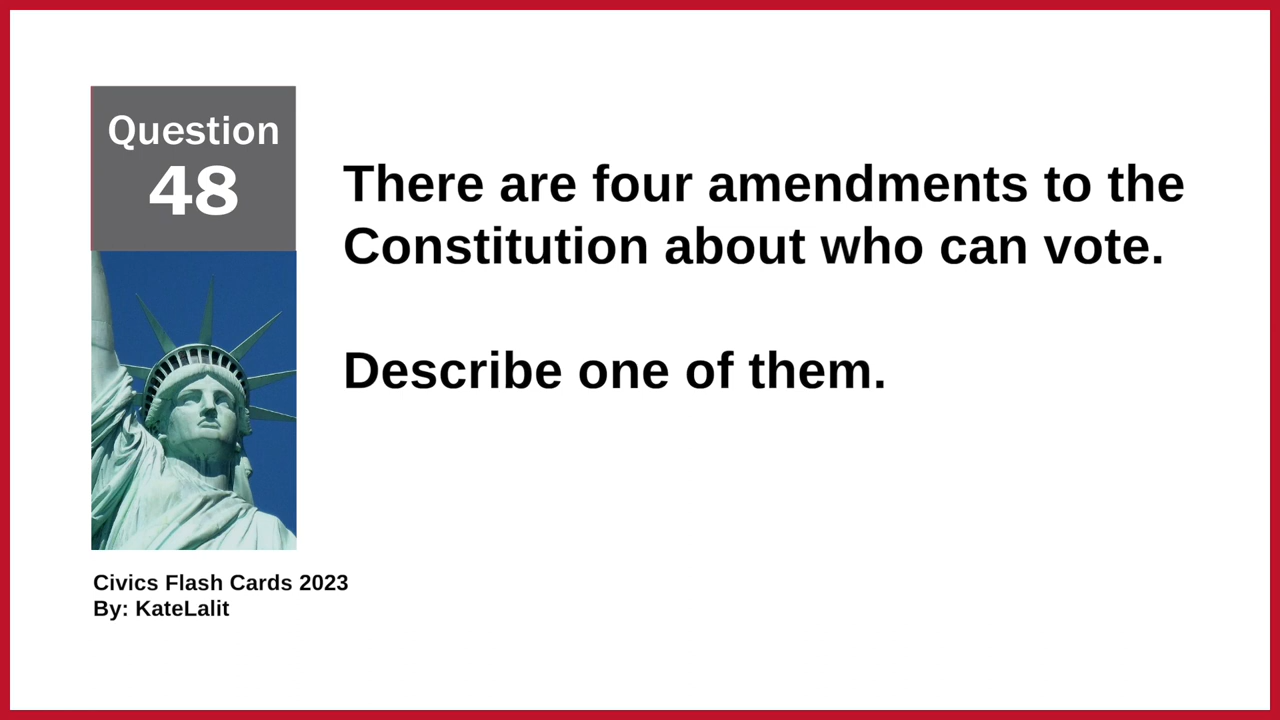 Question
48
There are four amendments to the
Constitution about who can vote.
Describe one of them.
Civics Flash Cards 2023
By: KateLalit